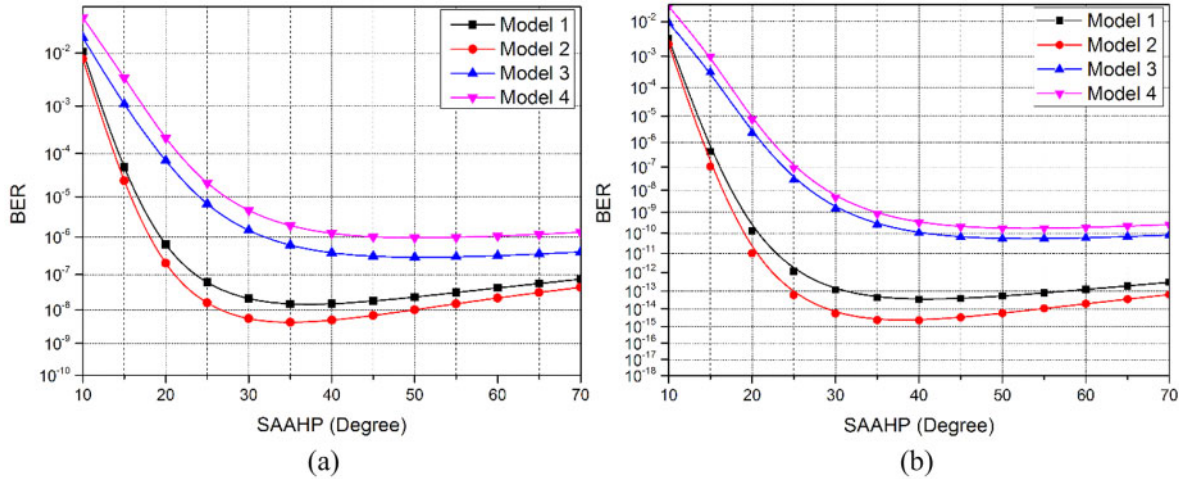 Model 1
Model 2
Model 3
Model 4
BER
10⁻²
10⁻³
10⁻⁴
10⁻⁵
10⁻⁶
10⁻⁷
10⁻⁸
10⁻⁹
10⁻¹⁰
10 20 30 40 50 60 70
SAAHP (Degree)
(a)
Model 1
Model 2
Model 3
Model 4
BER
10⁻²
10⁻³
10⁻⁴
10⁻⁵
10⁻⁶
10⁻⁷
10⁻⁸
10⁻⁹
10⁻¹⁰
10⁻¹¹
10⁻¹²
10⁻¹³
10⁻¹⁴
10⁻¹⁵
10⁻¹⁶
10⁻¹⁷
10⁻¹⁸
10 20 30 40 50 60 70
SAAHP (Degree)
(b)